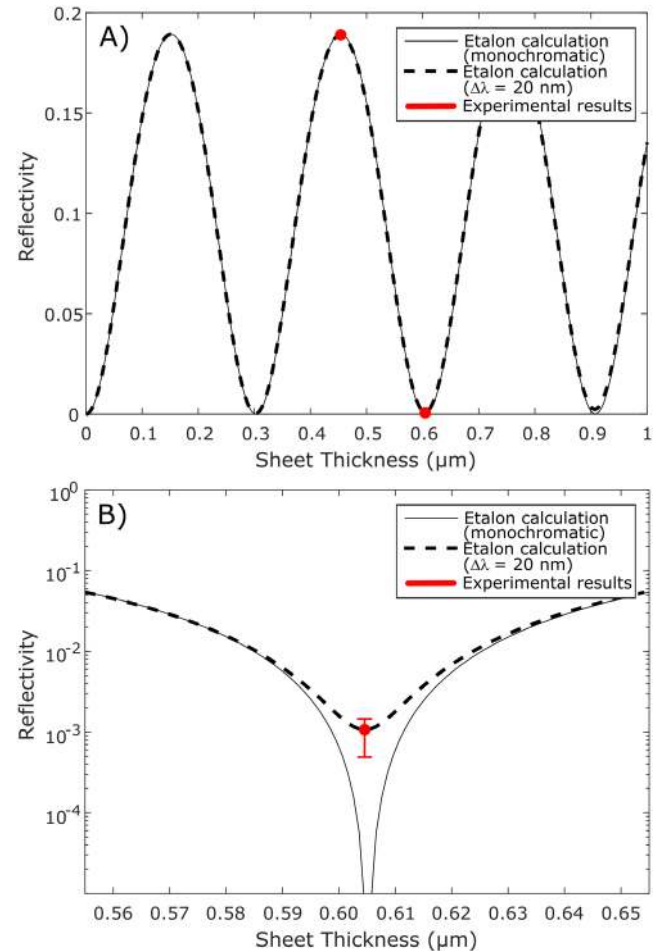 A)
Etalon calculation
(monochromatic)
Etalon calculation
(Δλ = 20 nm)
Experimental results
0.2
0.15
0.1
0.05
0
Reflectivity
0 0.1 0.2 0.3 0.4 0.5 0.6 0.7 0.8 0.9 1
Sheet Thickness (μm)
B)
Etalon calculation
(monochromatic)
Etalon calculation
(Δλ = 20 nm)
Experimental results
10⁰
10⁻¹
10⁻²
10⁻³
10⁻⁴
Reflectivity
0.56 0.57 0.58 0.59 0.60 0.61 0.62 0.63 0.64 0.65
Sheet Thickness (μm)